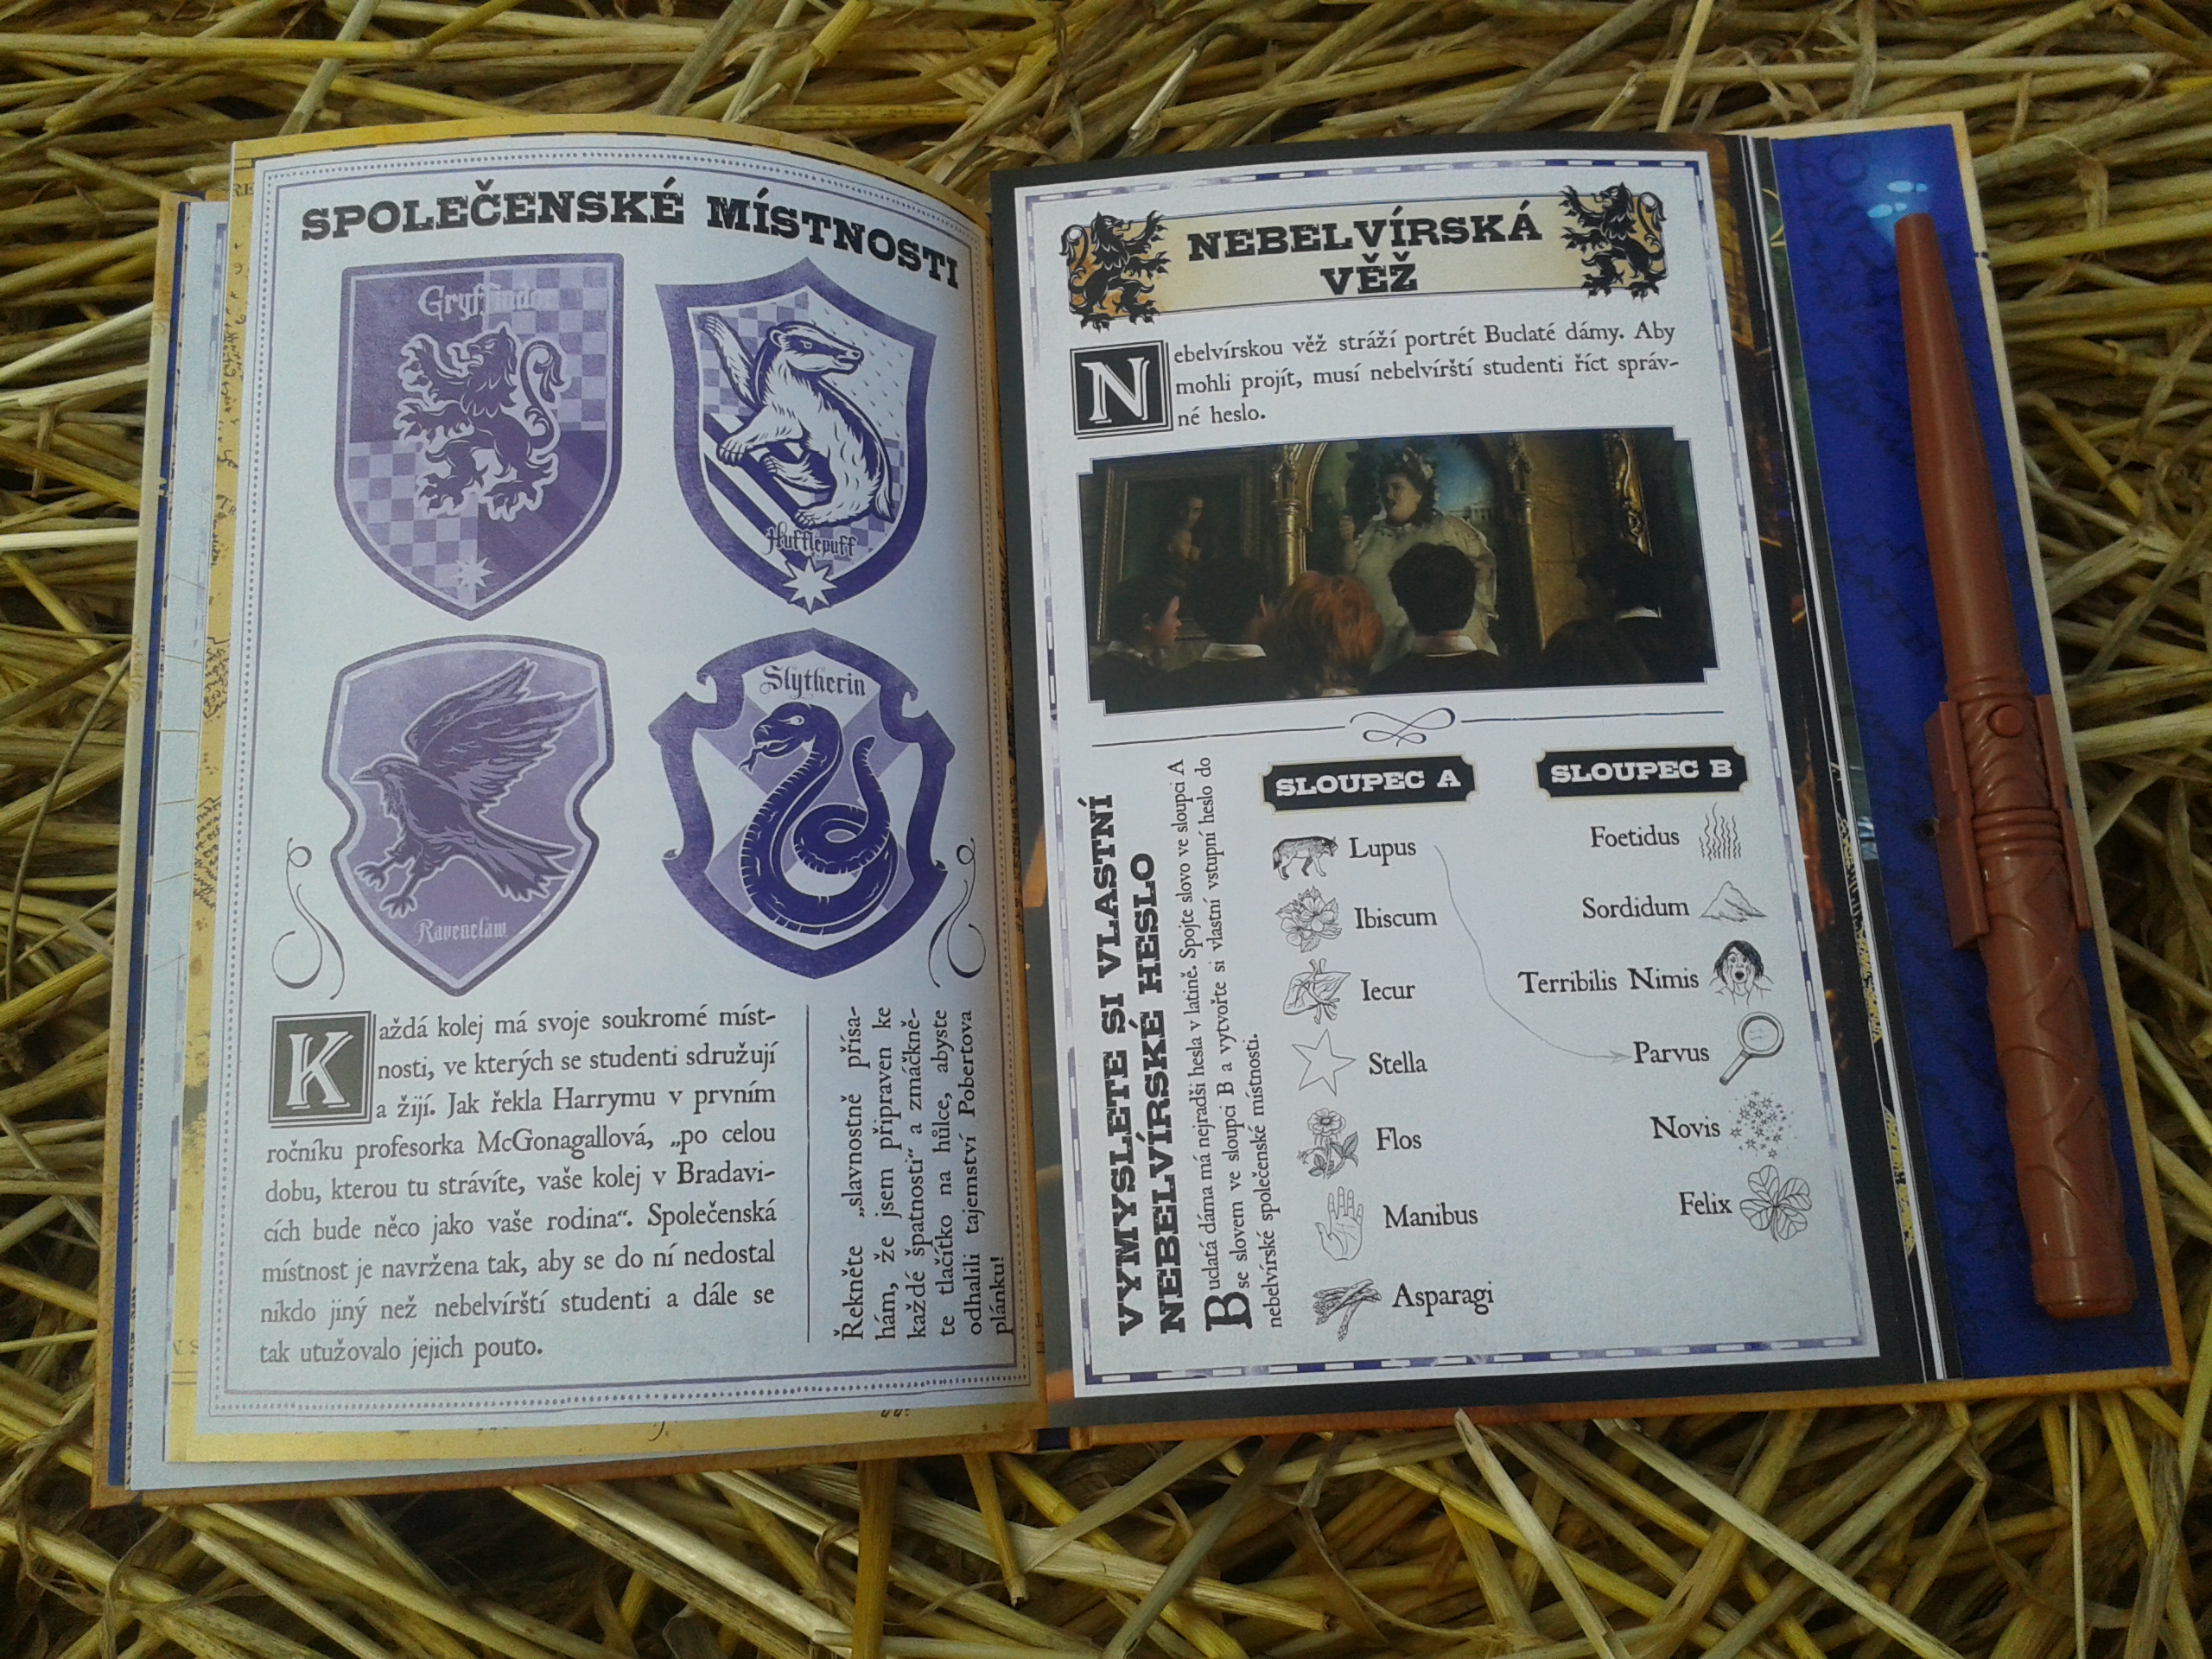 SPOLEČENSKÉ MÍSTNOSTI
Gryffindor
Hufflepuff
Ravenclaw
Slytherin
Každá kolej má svoje soukromé míst-
nosti, ve kterých se studenti sdružují
a žijí. Jak řekla Harrymu v prvním
ročníku profesorka McGonagallová, „po celou
dobu, kterou tu strávíte, vaše kolej v Bradavi-
cích bude něco jako vaše rodina“. Společenská
místnost je navržena tak, aby se do ní nedostal
nikdo jiný než nebelvírští studenti a dále se
tak utužovalo jejich pouto.
Řekněte „slavnostně přísa-
hám, že jsem připraven ke
každé špatnosti“ a zmáčkně-
te tlačítko na hůlce, abyste
odhalili tajemství Pobertova
plánku!
NEBELVÍRSKÁ
VĚŽ
Nebelvírskou věž stráží portrét Buclaté dámy. Aby
mohli projít, musí nebelvírští studenti říct správ-
né heslo.
VYMYSLETE SI VLASTNÍ
NEBELVÍRSKÉ HESLO
Buclatá dáma má nejradši hesla v latině. Spojte slovo ve sloupci A
se slovem ve sloupci B a vytvořte si vlastní vstupní heslo do
nebelvírské společenské místnosti.
SLOUPEC A
Lupus
Ibiscum
Iecur
Stella
Flos
Manibus
Asparagi
SLOUPEC B
Foetidus
Sordidum
Terribilis Nimis
Parvus
Novis
Felix